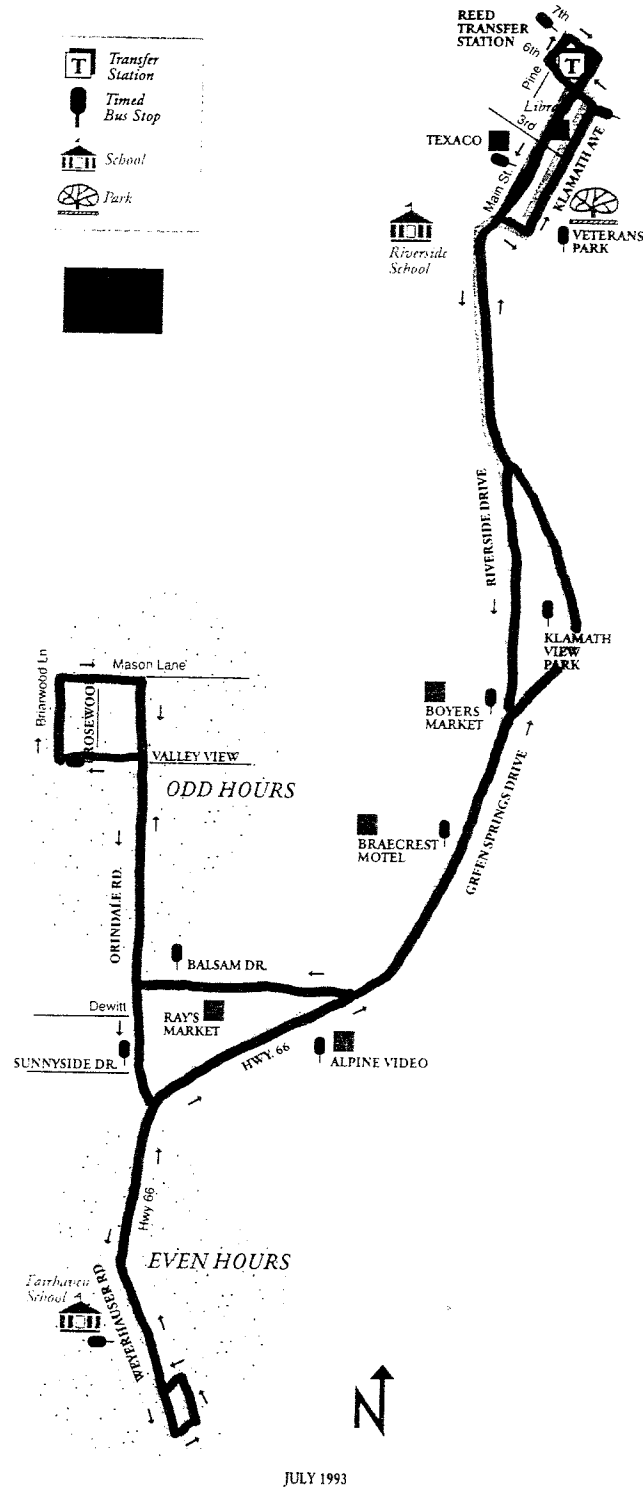 REED
TRANSFER
STATION
7th
6th
Pine
T
Transfer
Station
Timed
Bus Stop
School
Park
T
3rd
TEXACO
Main St.
KLAMATH AVE
VETERANS
PARK
Riverside
School
RIVERSIDE DRIVE
KLAMATH
VIEW
PARK
BOYERS
MARKET
Briarwood Ln
Mason Lane
VALLEY VIEW
ODD HOURS
BRAECREST
MOTEL
GREEN SPRINGS DRIVE
ORINDALE RD.
BALSAM DR.
Dewitt
RAY'S
MARKET
SUNNYSIDE DR.
HWY. 66
ALPINE VIDEO
Hwy 66
EVEN HOURS
Fairhaven
School
WEYERHAUSER RD
N
JULY 1993